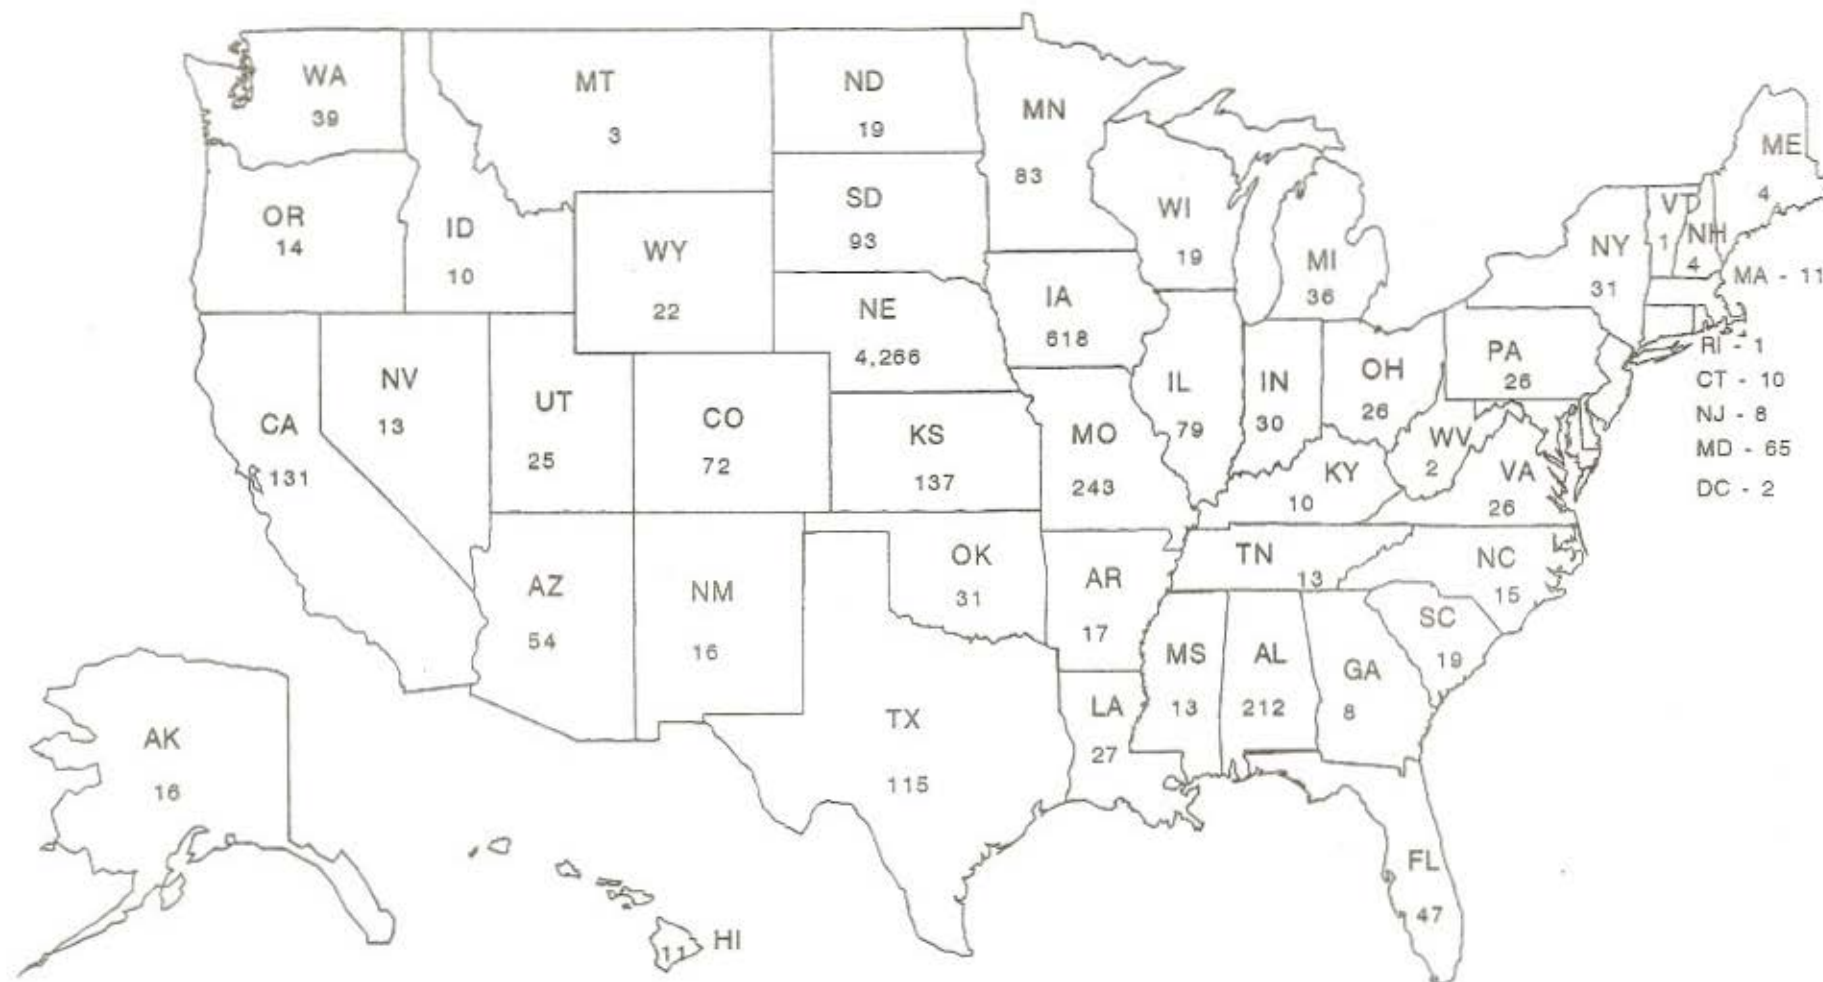 WA
39
MT
3
ND
19
MN
83
ME
4
OR
14
ID
10
WY
22
SD
93
WI
19
MI
36
NY
31
VT
1
NH
4
MA - 11
NE
4,266
IA
618
CA
131
NV
13
UT
25
CO
72
KS
137
MO
243
IL
79
IN
30
OH
26
PA
26
RI - 1
CT - 10
NJ - 8
MD - 65
DC - 2
WV
2
VA
26
KY
10
AZ
54
NM
16
OK
31
AR
17
TN
13
NC
15
SC
19
MS
13
AL
212
GA
8
TX
115
LA
27
AK
16
HI
11
FL
47